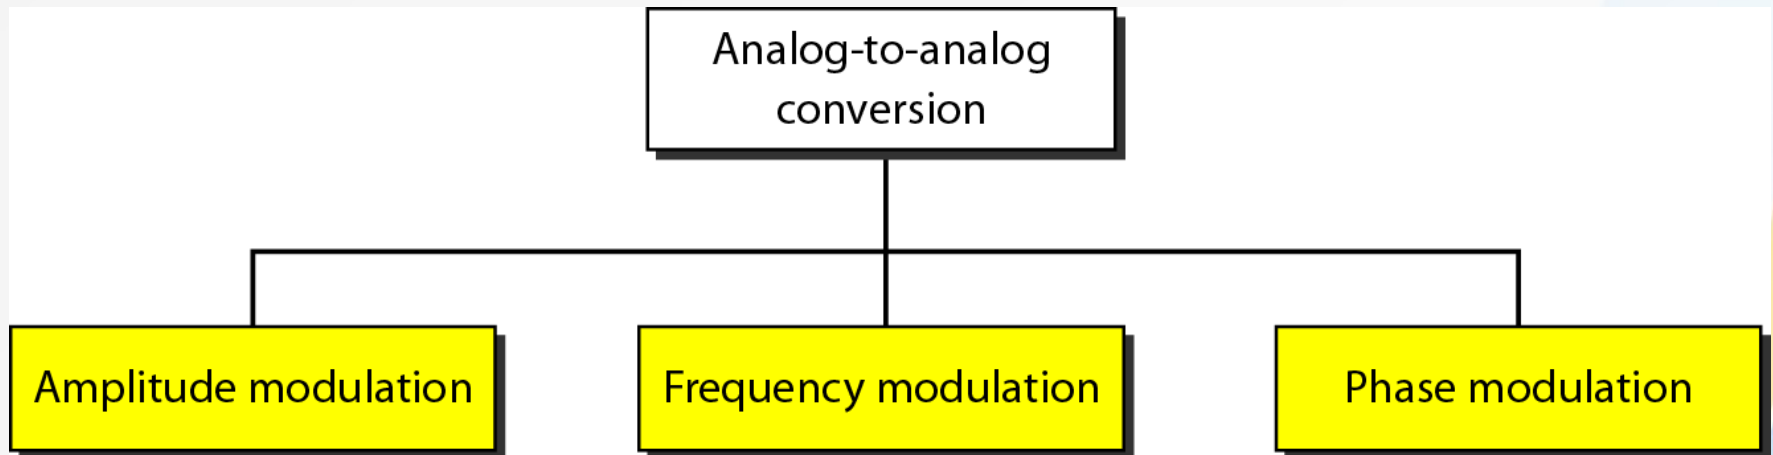 Analog-to-analog
conversion
Amplitude modulation
Frequency modulation
Phase modulation